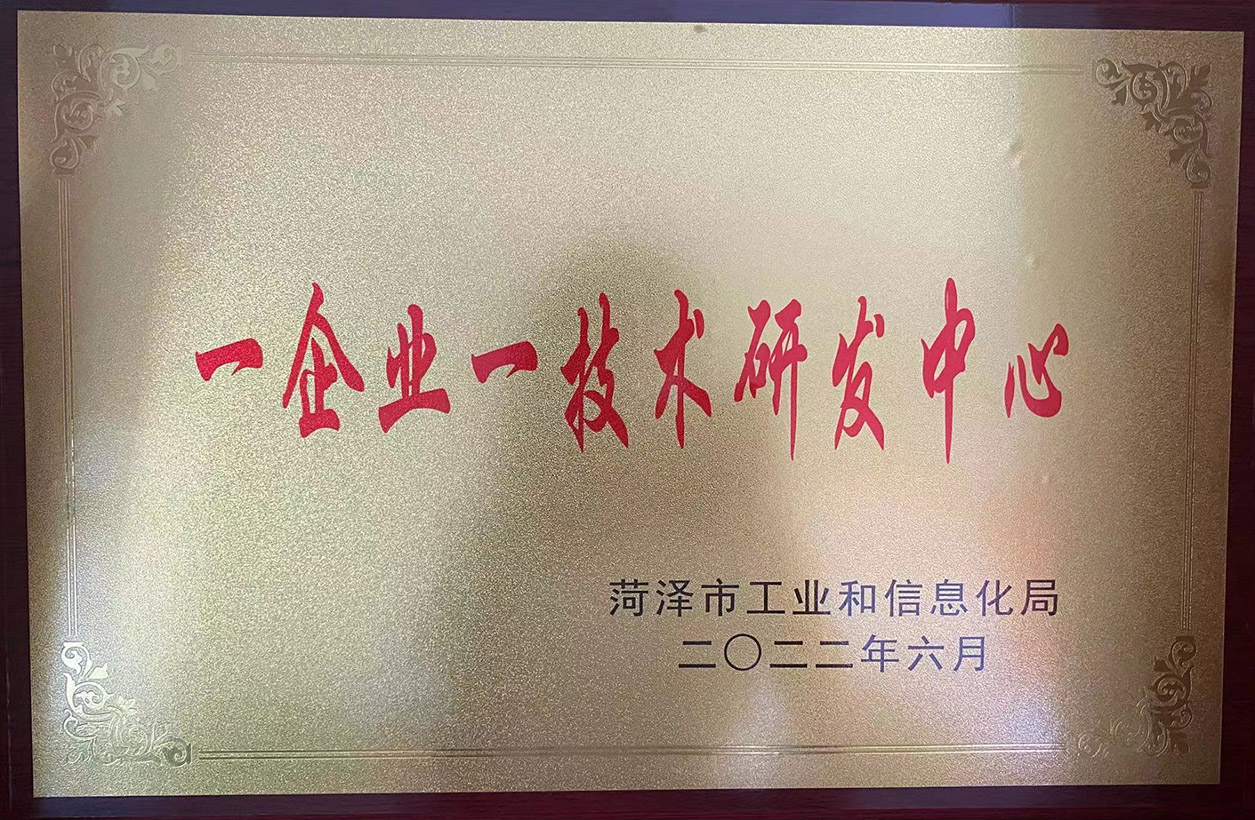 一企业一技术研发中心
菏泽市工业和信息化局
二〇二二年六月